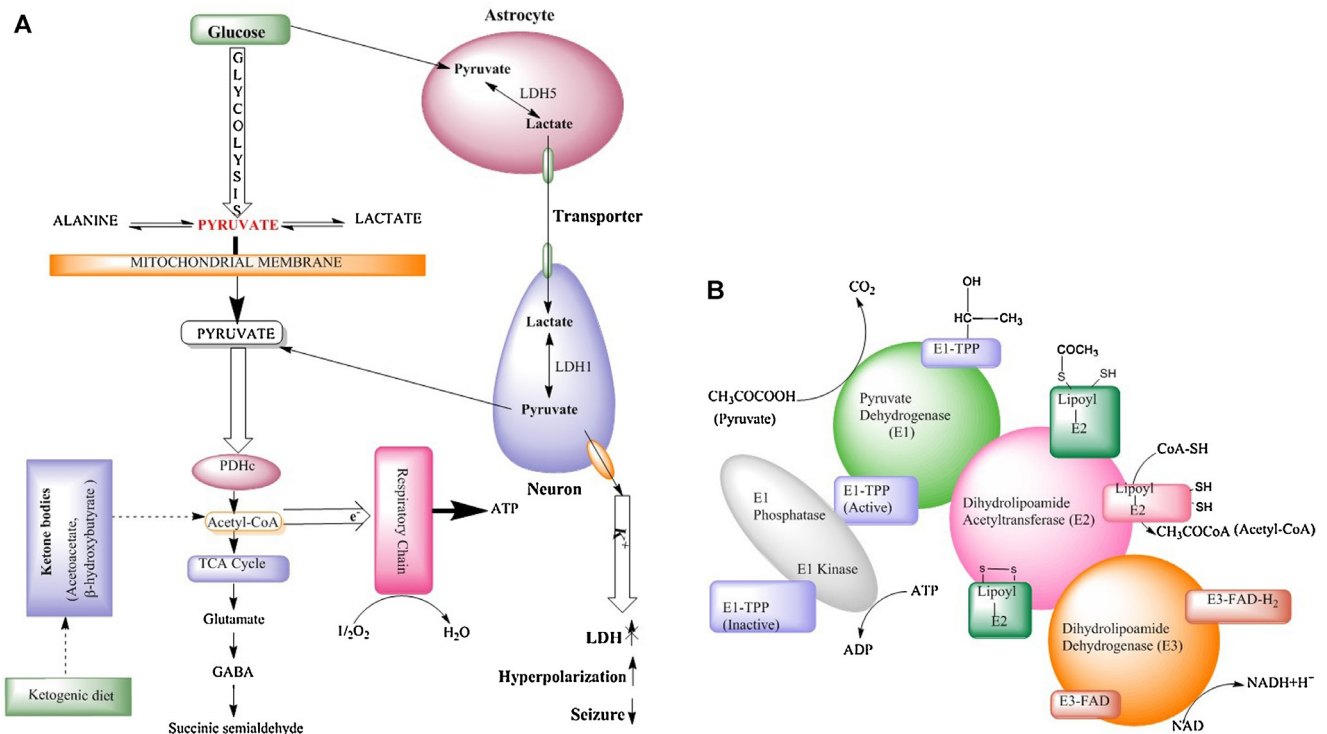 A
Glucose
GLYCOLYSIS
ALANINE
PYRUVATE
LACTATE
MITOCHONDRIAL MEMBRANE
PYRUVATE
PDHc
Acetyl-CoA
e-
TCA Cycle
Glutamate
GABA
Succinic semialdehyde
Ketone bodies
(Acetoacetate,
β-hydroxybutyrate )
Ketogenic diet
Respiratory Chain
ATP
1/2O2
H2O
Astrocyte
Pyruvate
LDH5
Lactate
Transporter
Lactate
LDH1
Pyruvate
Neuron
K+
LDH
Hyperpolarization
Seizure
B
CO2
CH3COCOOH
(Pyruvate)
OH
HC
CH3
E1-TPP
Pyruvate
Dehydrogenase
(E1)
E1-TPP
(Active)
E1
Phosphatase
E1 Kinase
E1-TPP
(Inactive)
ATP
ADP
COCH3
S
SH
Lipoyl
E2
Dihydrolipoamide
Acetyltransferase (E2)
CoA-SH
Lipoyl
E2
SH
SH
CH3COCoA (Acetyl-CoA)
S
S
Lipoyl
E2
E3-FAD-H2
Dihydrolipoamide
Dehydrogenase (E3)
E3-FAD
NADH+H-
NAD